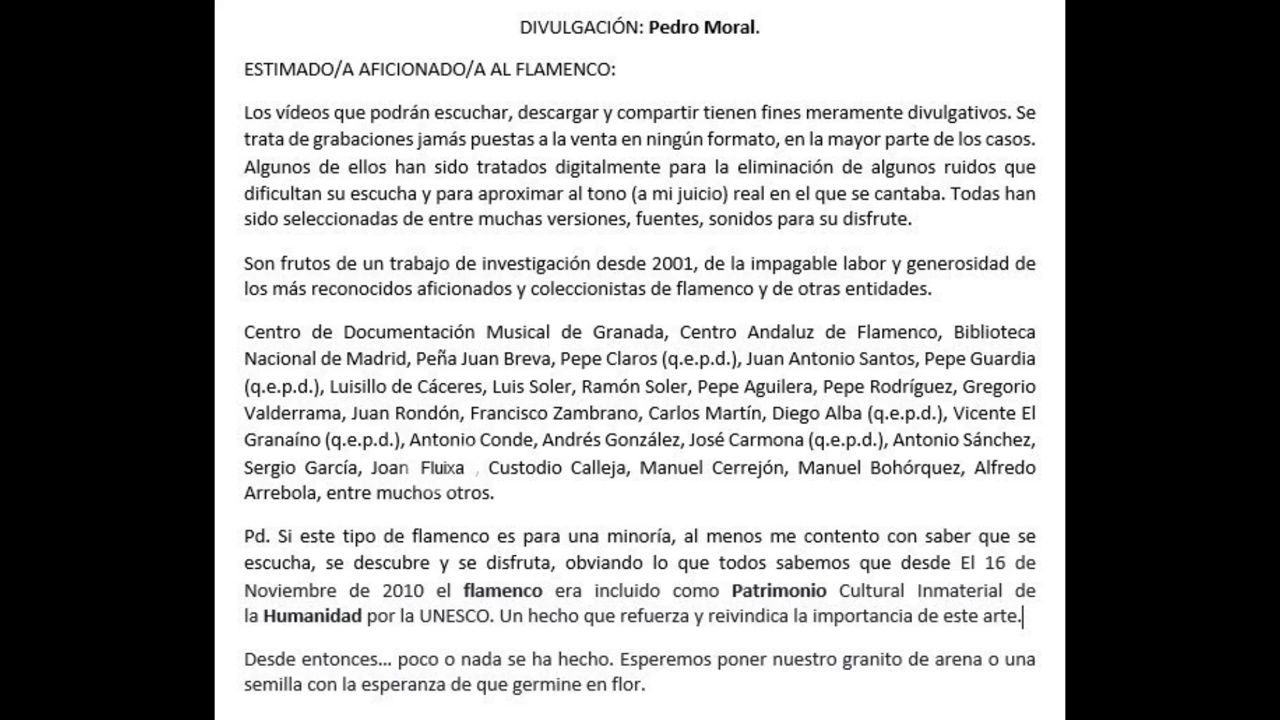 DIVULGACIÓN: Pedro Moral.
ESTIMADO/A AFICIONADO/A AL FLAMENCO:
Los vídeos que podrán escuchar, descargar y compartir tienen fines meramente divulgativos. Se
trata de grabaciones jamás puestas a la venta en ningún formato, en la mayor parte de los casos.
Algunos de ellos han sido tratados digitalmente para la eliminación de algunos ruidos que
dificultan su escucha y para aproximar al tono (a mi juicio) real en el que se cantaba. Todas han
sido seleccionadas de entre muchas versiones, fuentes, sonidos para su disfrute.
Son frutos de un trabajo de investigación desde 2001, de la impagable labor y generosidad de
los más reconocidos aficionados y coleccionistas de flamenco y de otras entidades.
Centro de Documentación Musical de Granada, Centro Andaluz de Flamenco, Biblioteca
Nacional de Madrid, Peña Juan Breva, Pepe Claros (q.e.p.d.), Juan Antonio Santos, Pepe Guardia
(q.e.p.d.), Luisillo de Cáceres, Luis Soler, Ramón Soler, Pepe Aguilera, Pepe Rodríguez, Gregorio
Valderrama, Juan Rondón, Francisco Zambrano, Carlos Martín, Diego Alba (q.e.p.d.), Vicente El
Granaíno (q.e.p.d.), Antonio Conde, Andrés González, José Carmona (q.e.p.d.), Antonio Sánchez,
Sergio García, Joan Fluixa , Custodio Calleja, Manuel Cerrejón, Manuel Bohórquez, Alfredo
Arrebola, entre muchos otros.
Pd. Si este tipo de flamenco es para una minoría, al menos me contento con saber que se
escucha, se descubre y se disfruta, obviando lo que todos sabemos que desde El 16 de
Noviembre de 2010 el flamenco era incluido como Patrimonio Cultural Inmaterial de
la Humanidad por la UNESCO. Un hecho que refuerza y reivindica la importancia de este arte.
Desde entonces... poco o nada se ha hecho. Esperemos poner nuestro granito de arena o una
semilla con la esperanza de que germine en flor.